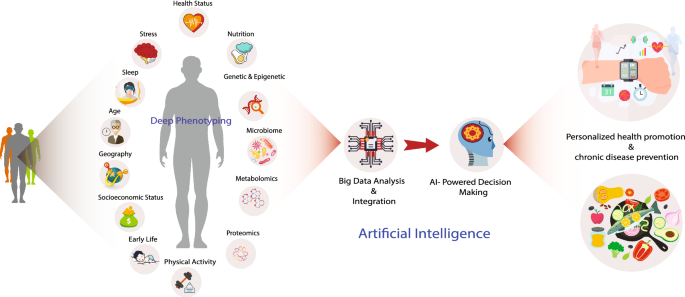 Health Status
Stress
Nutrition
Sleep
Genetic & Epigenetic
Age
Deep Phenotyping
Microbiome
Geography
Metabolomics
Socioeconomic Status
Early Life
Proteomics
Physical Activity
Big Data Analysis
&
Integration
AI- Powered Decision
Making
Artificial Intelligence
Personalized health promotion
&
chronic disease prevention